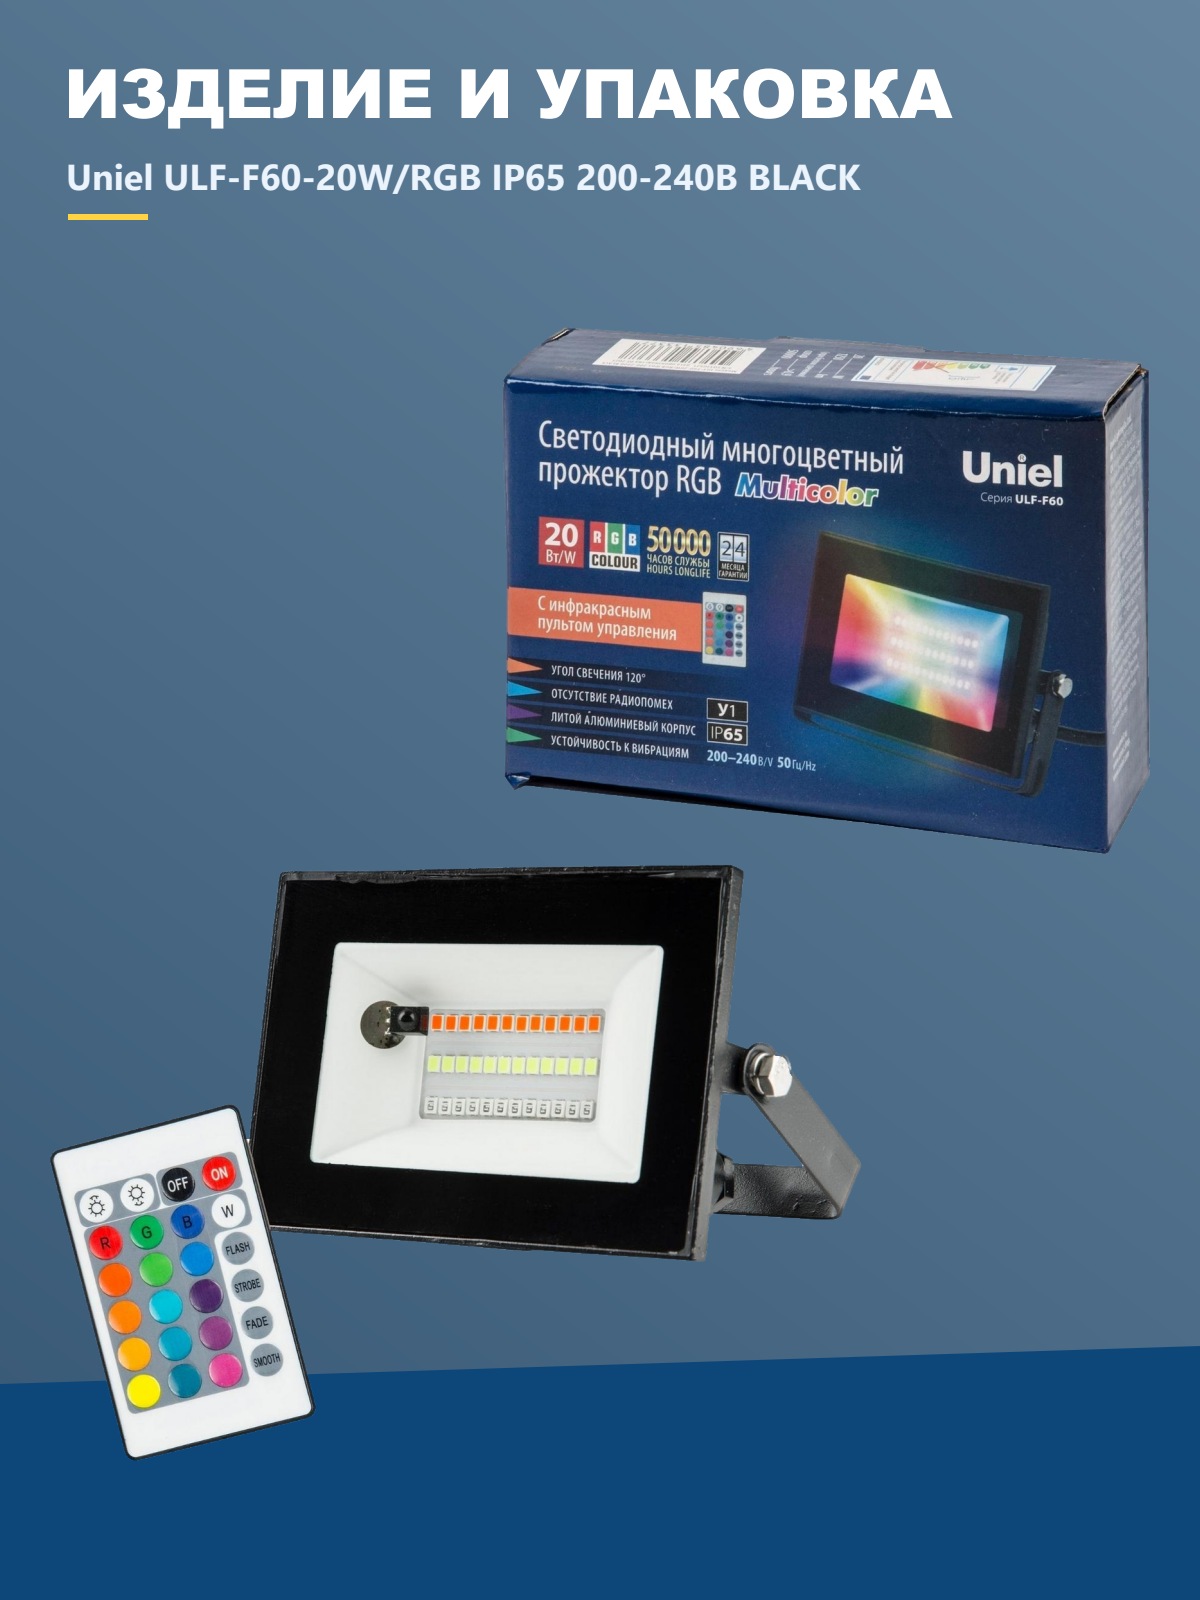 ИЗДЕЛИЕ И УПАКОВКА
Uniel ULF-F60-20W/RGB IP65 200-240В BLACK
Светодиодный многоцветный
прожектор RGB Multicolor
Uniel
Серия ULF-F60
20
Вт/W
R G B
COLOUR
50000
ЧАСОВ СЛУЖБЫ
HOURS LONGLIFE
24
МЕСЯЦА
ГАРАНТИИ
С инфракрасным
пультом управления
УГОЛ СВЕЧЕНИЯ 120°
ОТСУТСТВИЕ РАДИОПОМЕХ
ЛИТОЙ АЛЮМИНИЕВЫЙ КОРПУС
УСТОЙЧИВОСТЬ К ВИБРАЦИЯМ
У1
IP65
200–240В/V 50Гц/Hz
OFF ON
R G B W
FLASH
STROBE
FADE
SMOOTH